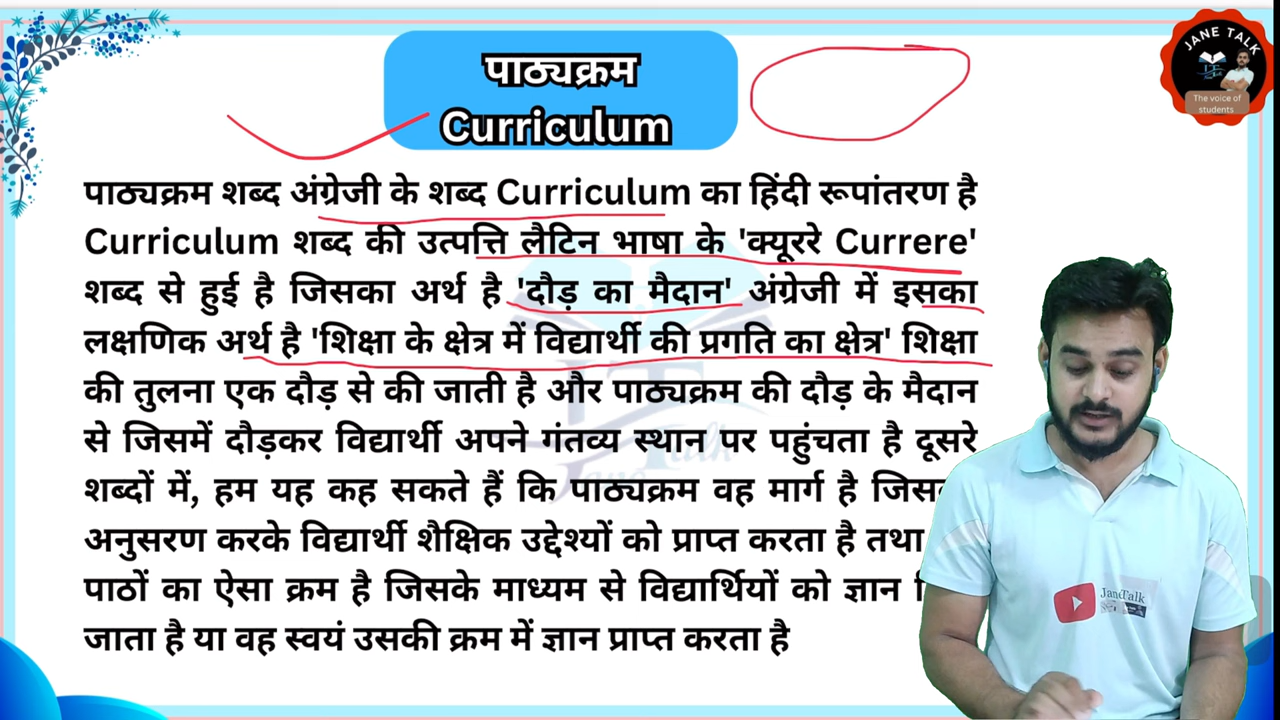 पाठ्यक्रम
Curriculum
JANE TALK
The voice of
students
पाठ्यक्रम शब्द अंग्रेजी के शब्द Curriculum का हिंदी रूपांतरण है
Curriculum शब्द की उत्पत्ति लैटिन भाषा के 'क्यूररे Currere'
शब्द से हुई है जिसका अर्थ है 'दौड़ का मैदान' अंग्रेजी में इसका
लक्षणिक अर्थ है 'शिक्षा के क्षेत्र में विद्यार्थी की प्रगति का क्षेत्र' शिक्षा
की तुलना एक दौड़ से की जाती है और पाठ्यक्रम की दौड़ के मैदान
से जिसमें दौड़कर विद्यार्थी अपने गंतव्य स्थान पर पहुंचता है दूसरे
शब्दों में, हम यह कह सकते हैं कि पाठ्यक्रम वह मार्ग है
अनुसरण करके विद्यार्थी शैक्षिक उद्देश्यों को प्राप्त करता है तथा
पाठों का ऐसा क्रम है जिसके माध्यम से विद्यार्थियों को ज्ञान
जाता है या वह स्वयं उसकी क्रम में ज्ञान प्राप्त करता है
JaneTalk